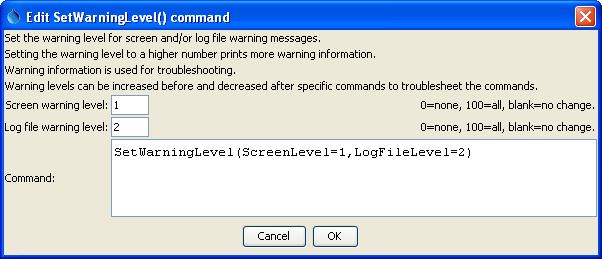 Edit SetWarningLevel() command
Set the warning level for screen and/or log file warning messages.
Setting the warning level to a higher number prints more warning information.
Warning information is used for troubleshooting.
Warning levels can be increased before and decreased after specific commands to troublesheet the commands.
Screen warning level: 1 0=none, 100=all, blank=no change.
Log file warning level: 2 0=none, 100=all, blank=no change.
Command: SetWarningLevel(ScreenLevel=1,LogFileLevel=2)
Cancel OK